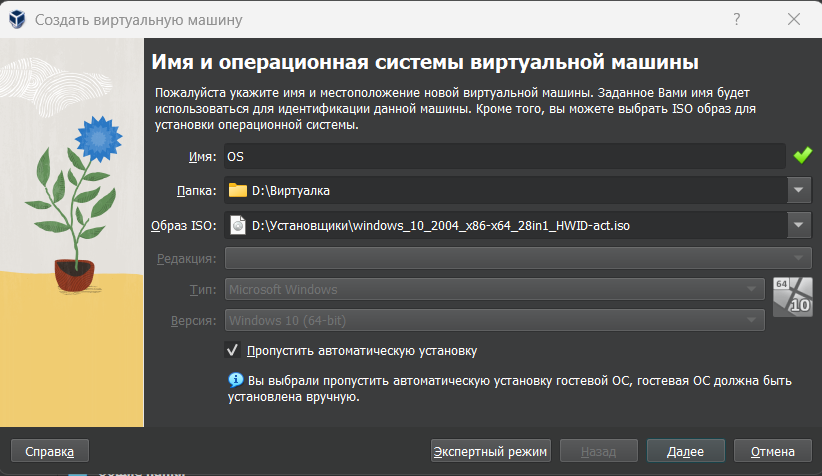 Создать виртуальную машину
?
Имя и операционная системы виртуальной машины
Пожалуйста укажите имя и местоположение новой виртуальной машины. Заданное Вами имя будет
использоваться для идентификации данной машины. Кроме того, вы можете выбрать ISO образ для
установки операционной системы.
Имя: OS
Папка: D:\Виртуалка
Образ ISO: D:\Установщики\windows_10_2004_x86-x64_28in1_HWID-act.iso
Редакция:
Тип: Microsoft Windows
64
10
Версия: Windows 10 (64-bit)
Пропустить автоматическую установку
Вы выбрали пропустить автоматическую установку гостевой ОС, гостевая ОС должна быть
установлена вручную.
Справка Экспертный режим Назад Далее Отмена